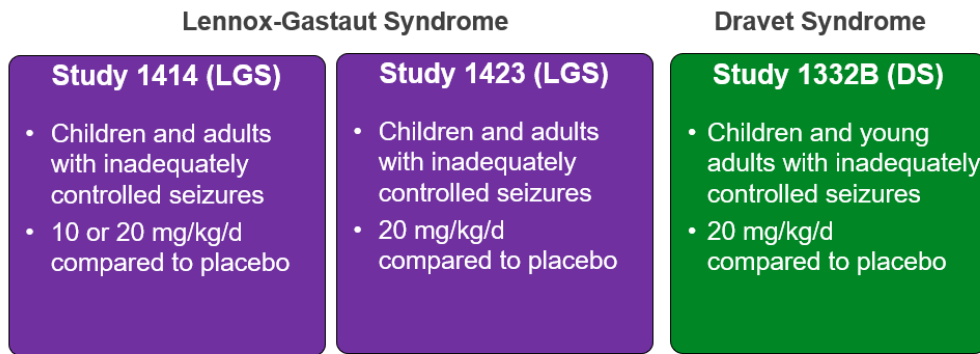 Lennox-Gastaut Syndrome
Dravet Syndrome
Study 1414 (LGS)
• Children and adults
with inadequately
controlled seizures
• 10 or 20 mg/kg/d
compared to placebo
Study 1423 (LGS)
• Children and adults
with inadequately
controlled seizures
• 20 mg/kg/d
compared to placebo
Study 1332B (DS)
• Children and young
adults with inadequately
controlled seizures
• 20 mg/kg/d
compared to placebo